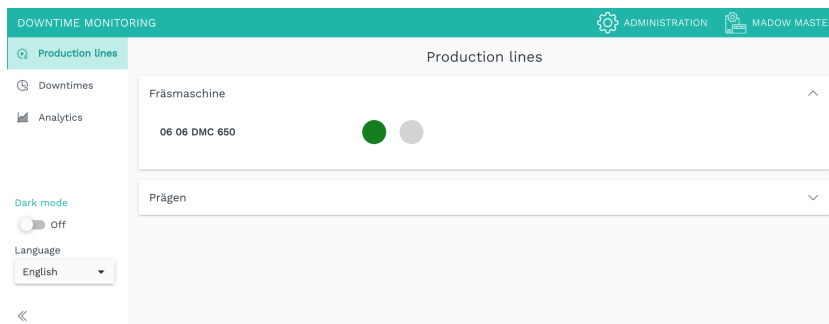 DOWNTIME MONITORING
ADMINISTRATION
MADOW MASTE
Production lines
Downtimes
Analytics
Dark mode
Off
Language
English
Production lines
Fräsmaschine
06 06 DMC 650
Prägen